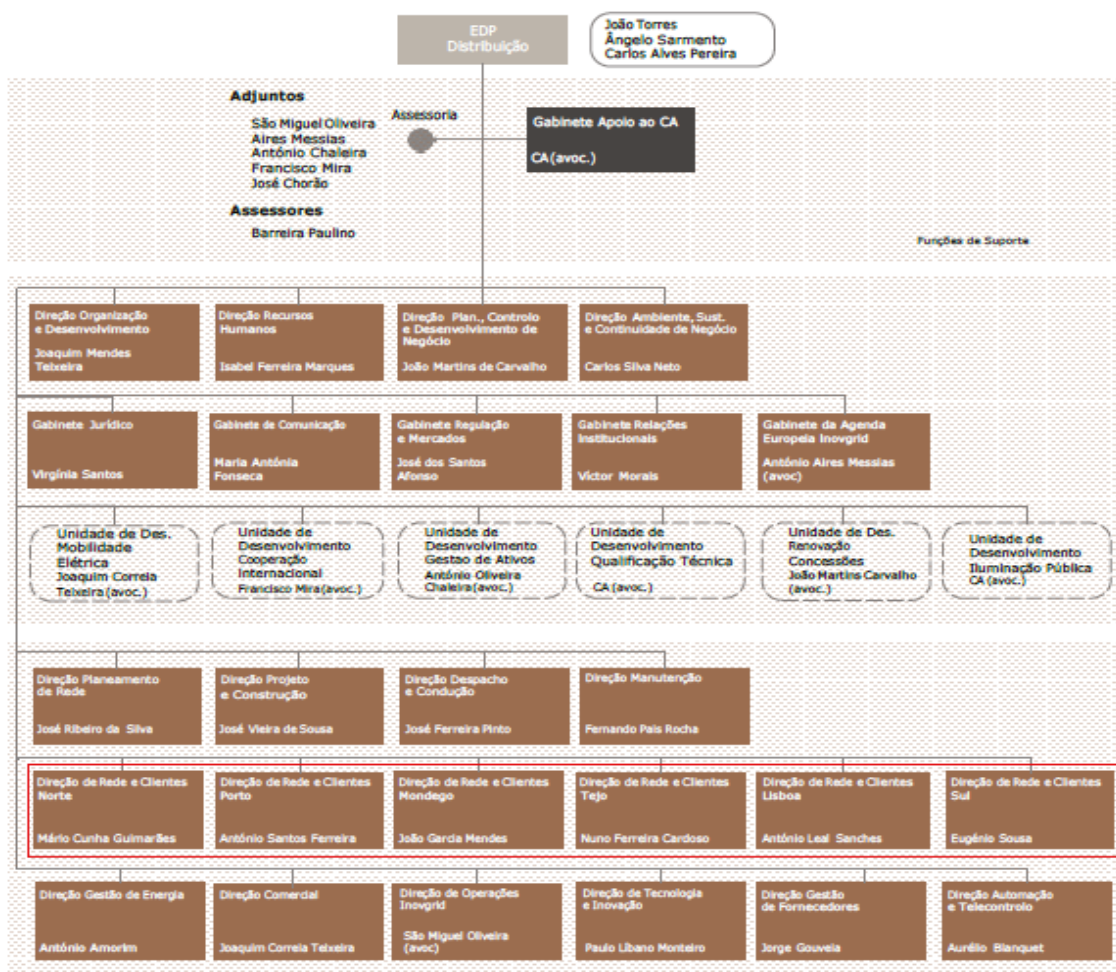 EDP
Distribuição
João Torres
Ângelo Sarmento
Carlos Alves Pereira
Adjuntos
São Miguel Oliveira
Aires Messias
António Chaleira
Francisco Mira
José Chorão
Assessores
Barreira Paulino
Assessoria
Gabinete Apoio ao CA
CA (avoc.)
Funções de Suporte
Direção Organização
e Desenvolvimento
Joaquim Mendes
Teixeira
Direção Recursos
Humanos
Isabel Ferreira Marques
Direção Plan., Controlo
e Desenvolvimento de
Negócio
João Martins de Carvalho
Direção Ambiente, Sust.
e Continuidade de Negócio
Carlos Silva Neto
Gabinete Jurídico
Virgínia Santos
Gabinete de Comunicação
Maria Antónia
Fonseca
Gabinete Regulação
e Mercados
José dos Santos
Afonso
Gabinete Relações
Institucionais
Víctor Morais
Gabinete da Agenda
Europeia Inovgrid
António Aires Messias
(avoc)
Unidade de Des.
Mobilidade
Elétrica
Joaquim Correia
Teixeira (avoc.)
Unidade de
Desenvolvimento
Cooperação
Internacional
Francisco Mira (avoc.)
Unidade de
Desenvolvimento
Gestao de Ativos
António Oliveira
Chaleira (avoc.)
Unidade de
Desenvolvimento
Qualificação Técnica
CA (avoc.)
Unidade de Des.
Renovação
Concessões
João Martins Carvalho
(avoc.)
Unidade de
Desenvolvimento
Iluminação Pública
CA (avoc.)
Direção Planeamento
de Rede
José Ribeiro da Silva
Direção Projeto
e Construção
José Vieira de Sousa
Direção Despacho
e Condução
José Ferreira Pinto
Direção Manutenção
Fernando Pais Rocha
Direção de Rede e Clientes
Norte
Mário Cunha Guimarães
Direção de Rede e Clientes
Porto
António Santos Ferreira
Direção de Rede e Clientes
Mondego
João Garcia Mendes
Direção de Rede e Clientes
Tejo
Nuno Ferreira Cardoso
Direção de Rede e Clientes
Lisboa
António Leal Sanches
Direção de Rede e Clientes
Sul
Eugénio Sousa
Direção Gestão de Energia
António Amorim
Direção Comercial
Joaquim Correia Teixeira
Direção de Operações
Inovgrid
São Miguel Oliveira
(avoc)
Direção de Tecnologia
e Inovação
Paulo Líbano Monteiro
Direção Gestão
de Fornecedores
Jorge Gouveia
Direção Automação
e Telecontrolo
Aurélio Blanquet